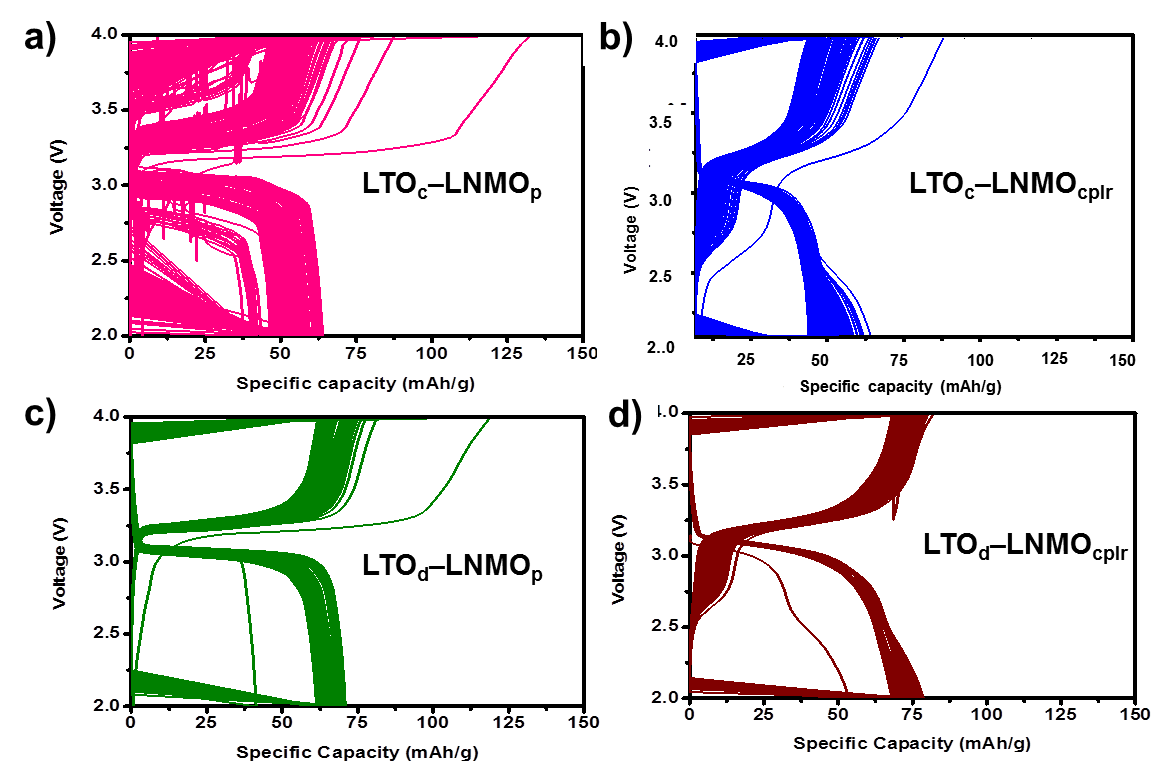 a)
4.0
3.5
3.0
2.5
2.0
Voltage (V)
LTOc–LNMOp
0 25 50 75 100 125 150
Specific capacity (mAh/g)
b)
4.0
3.5
3.0
2.5
2.0
Voltage (V)
LTOc–LNMOcplr
25 50 75 100 125 150
Specific capacity (mAh/g)
c)
4.0
3.5
3.0
2.5
2.0
Voltage (V)
LTOd–LNMOp
0 25 50 75 100 125 150
Specific Capacity (mAh/g)
d)
.0
3.5
3.0
2.5
2.0
Voltage (V)
LTOd–LNMOcplr
0 25 50 75 100 125 150
Specific Capacity (mAh/g)